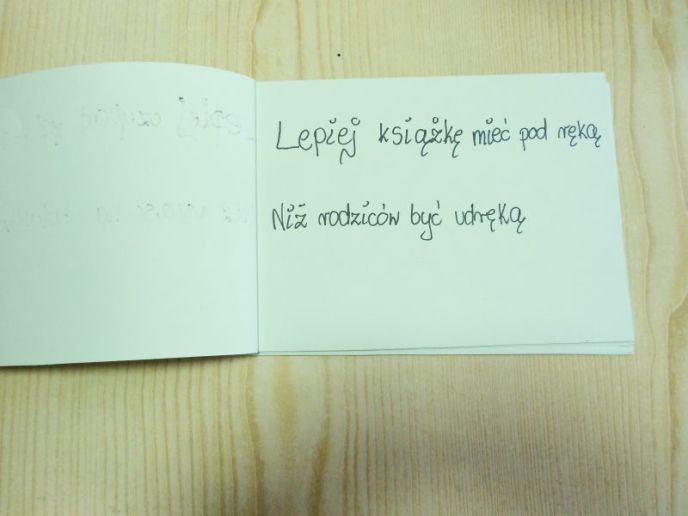 Lepiej książkę mieć pod ręką
Niż rodziców być udręką